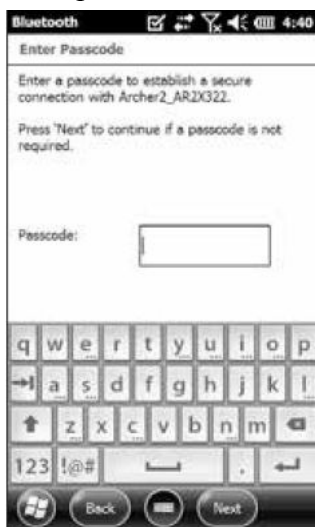 Bluetooth 4:40
Enter Passcode
Enter a passcode to establish a secure
connection with Archer2_AR2X322.
Press "Next" to continue if a passcode is not
required.
Passcode:
q w e r t y u i o p
a s d f g h j k l
z x c v b n m
123 !@# .
Back Next